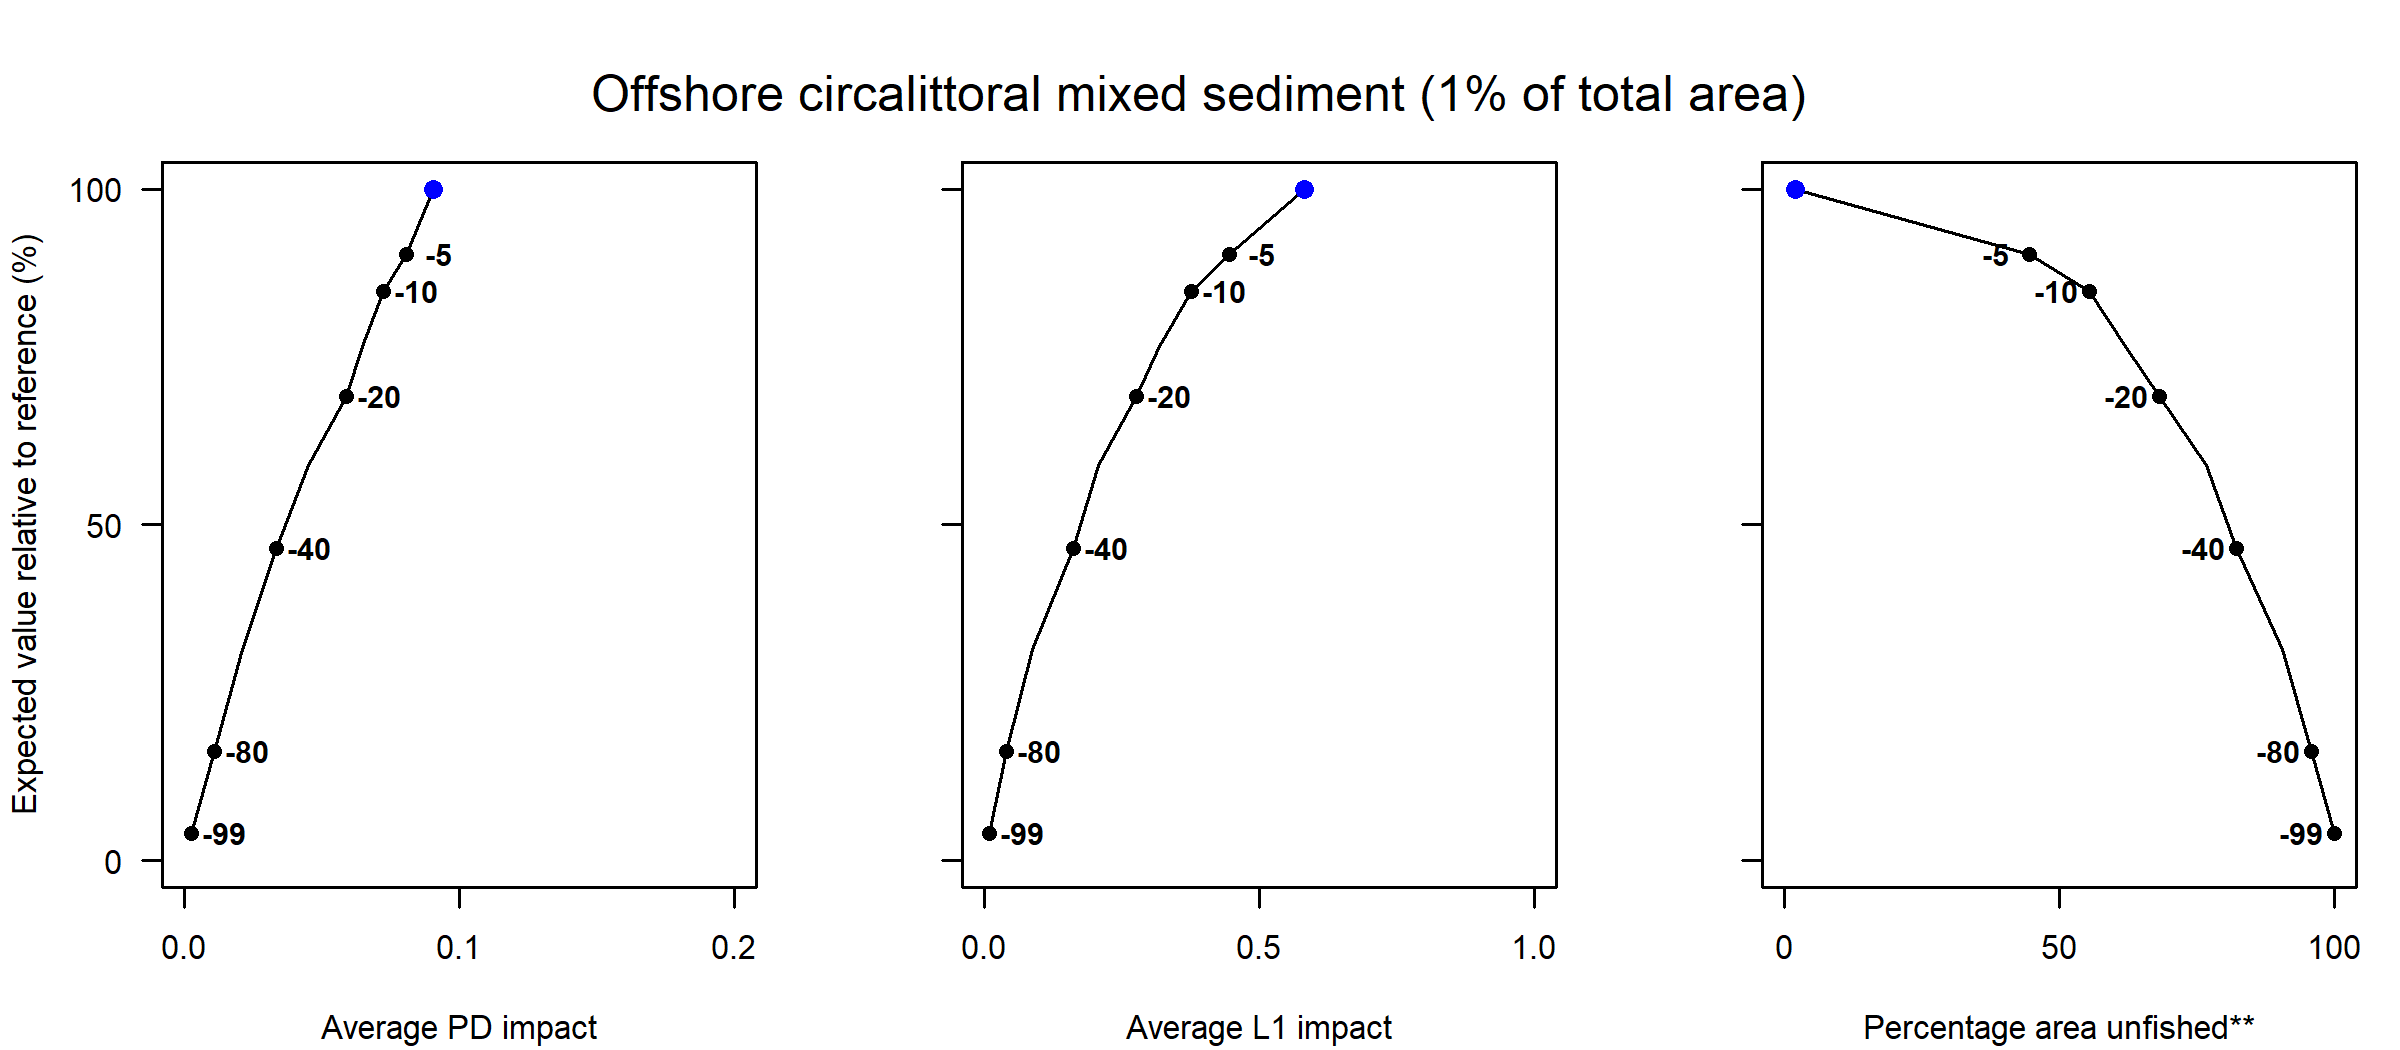 Offshore circalittoral mixed sediment (1% of total area)
Expected value relative to reference (%)
100
50
0
-5
-10
-20
-40
-80
-99
0.0 0.1 0.2
Average PD impact
-5
-10
-20
-40
-80
-99
0.0 0.5 1.0
Average L1 impact
-5
-10
-20
-40
-80
-99
0 50 100
Percentage area unfished**